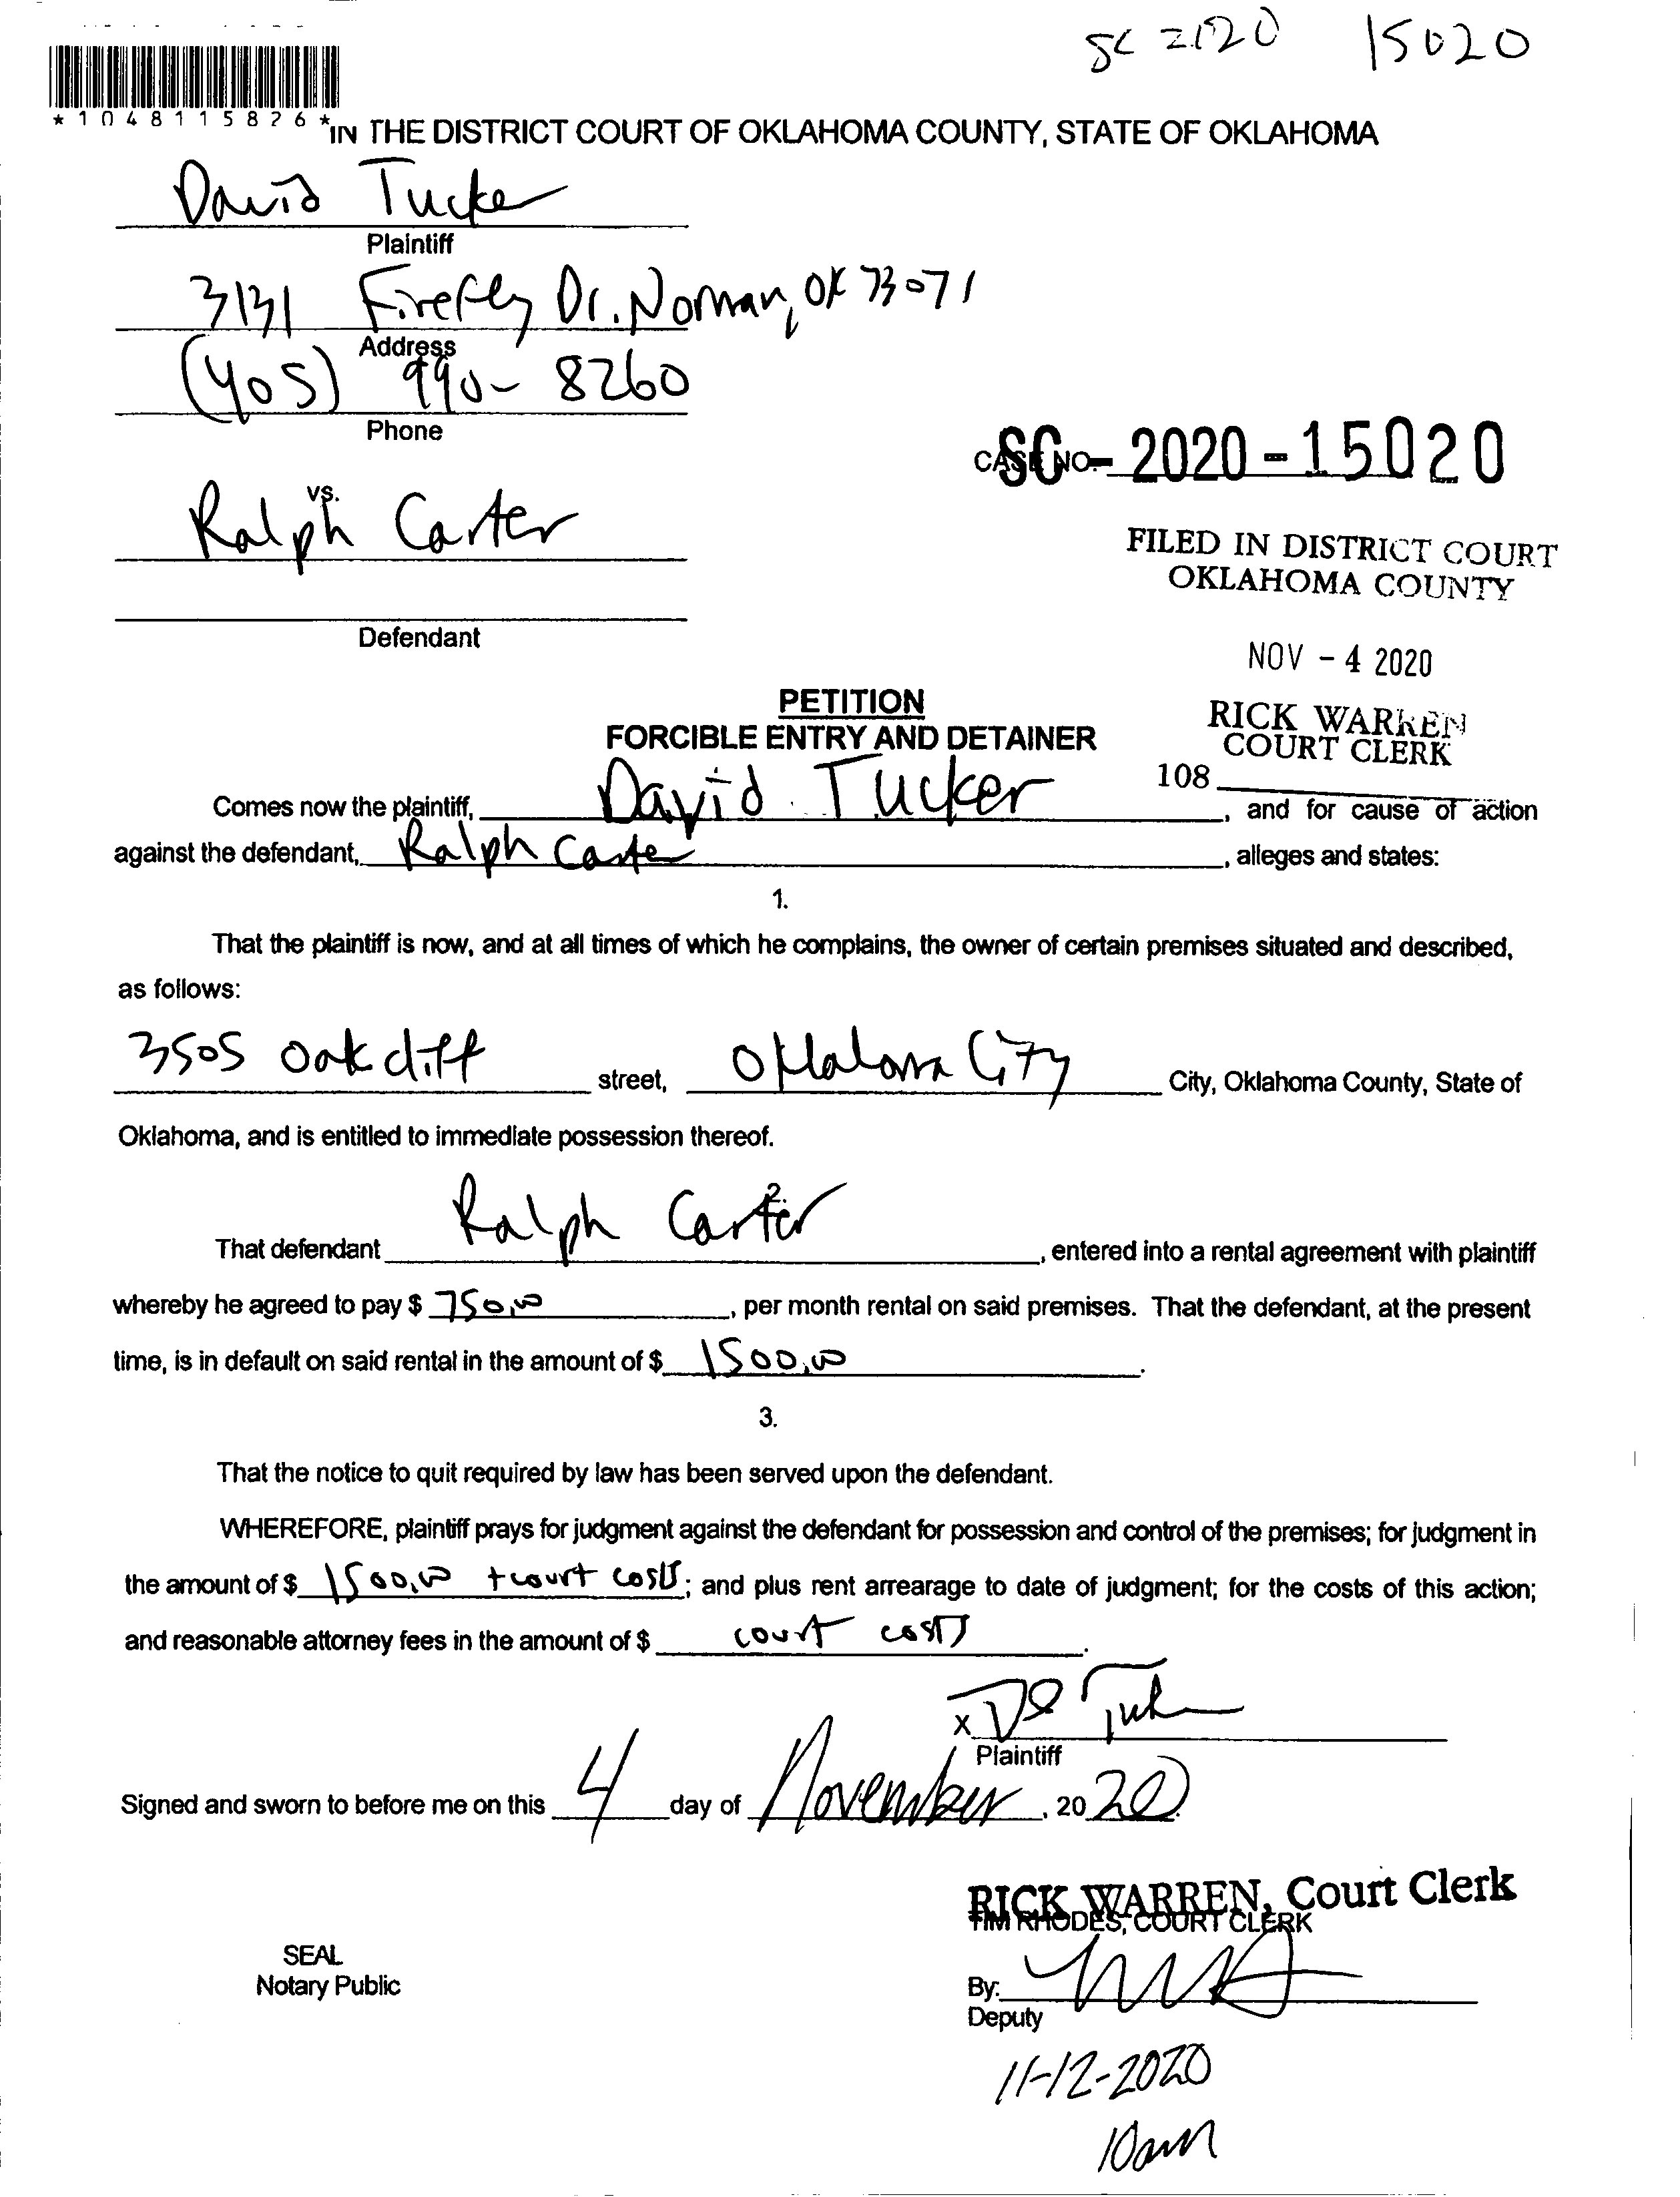 SC 2020 15020
*1048115826*
IN THE DISTRICT COURT OF OKLAHOMA COUNTY, STATE OF OKLAHOMA
David Tucker
Plaintiff
3131 Firefly Dr. Norman, OK 73071
Address
(405) 990-8260
Phone
CASE NO. SC - 2020 - 15020
vs.
Ralph Carter
FILED IN DISTRICT COURT
OKLAHOMA COUNTY
Defendant
NOV - 4 2020
PETITION
FORCIBLE ENTRY AND DETAINER
RICK WARREN
COURT CLERK
108
Comes now the plaintiff, David Tucker, and for cause of action
against the defendant, Ralph Carter, alleges and states:
1.
That the plaintiff is now, and at all times of which he complains, the owner of certain premises situated and described,
as follows:
3505 Oakcliff street, Oklahoma City City, Oklahoma County, State of
Oklahoma, and is entitled to immediate possession thereof.
2.
That defendant Ralph Carter, entered into a rental agreement with plaintiff
whereby he agreed to pay $ 750.00, per month rental on said premises. That the defendant, at the present
time, is in default on said rental in the amount of $ 1500.00.
3.
That the notice to quit required by law has been served upon the defendant.
WHEREFORE, plaintiff prays for judgment against the defendant for possession and control of the premises; for judgment in
the amount of $ 1500.00 + court costs; and plus rent arrearage to date of judgment; for the costs of this action;
and reasonable attorney fees in the amount of $ court costs.
X
Plaintiff
Signed and sworn to before me on this 4 day of November, 2020.
RICK WARREN, Court Clerk
TIM RHODES, COURT CLERK
SEAL
Notary Public
By:
Deputy
11-12-2020
10am